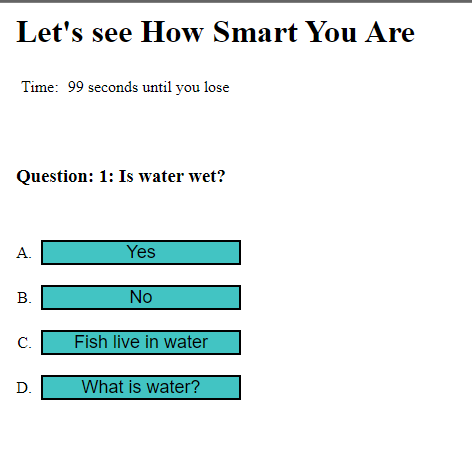 Let's see How Smart You Are
Time: 99 seconds until you lose
Question: 1: Is water wet?
A. Yes
B. No
C. Fish live in water
D. What is water?